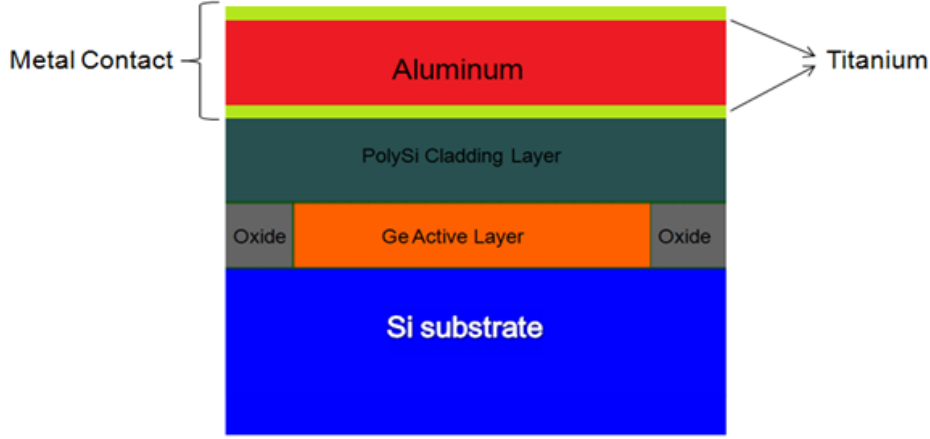 Metal Contact
Aluminum
Titanium
PolySi Cladding Layer
Oxide
Ge Active Layer
Oxide
Si substrate